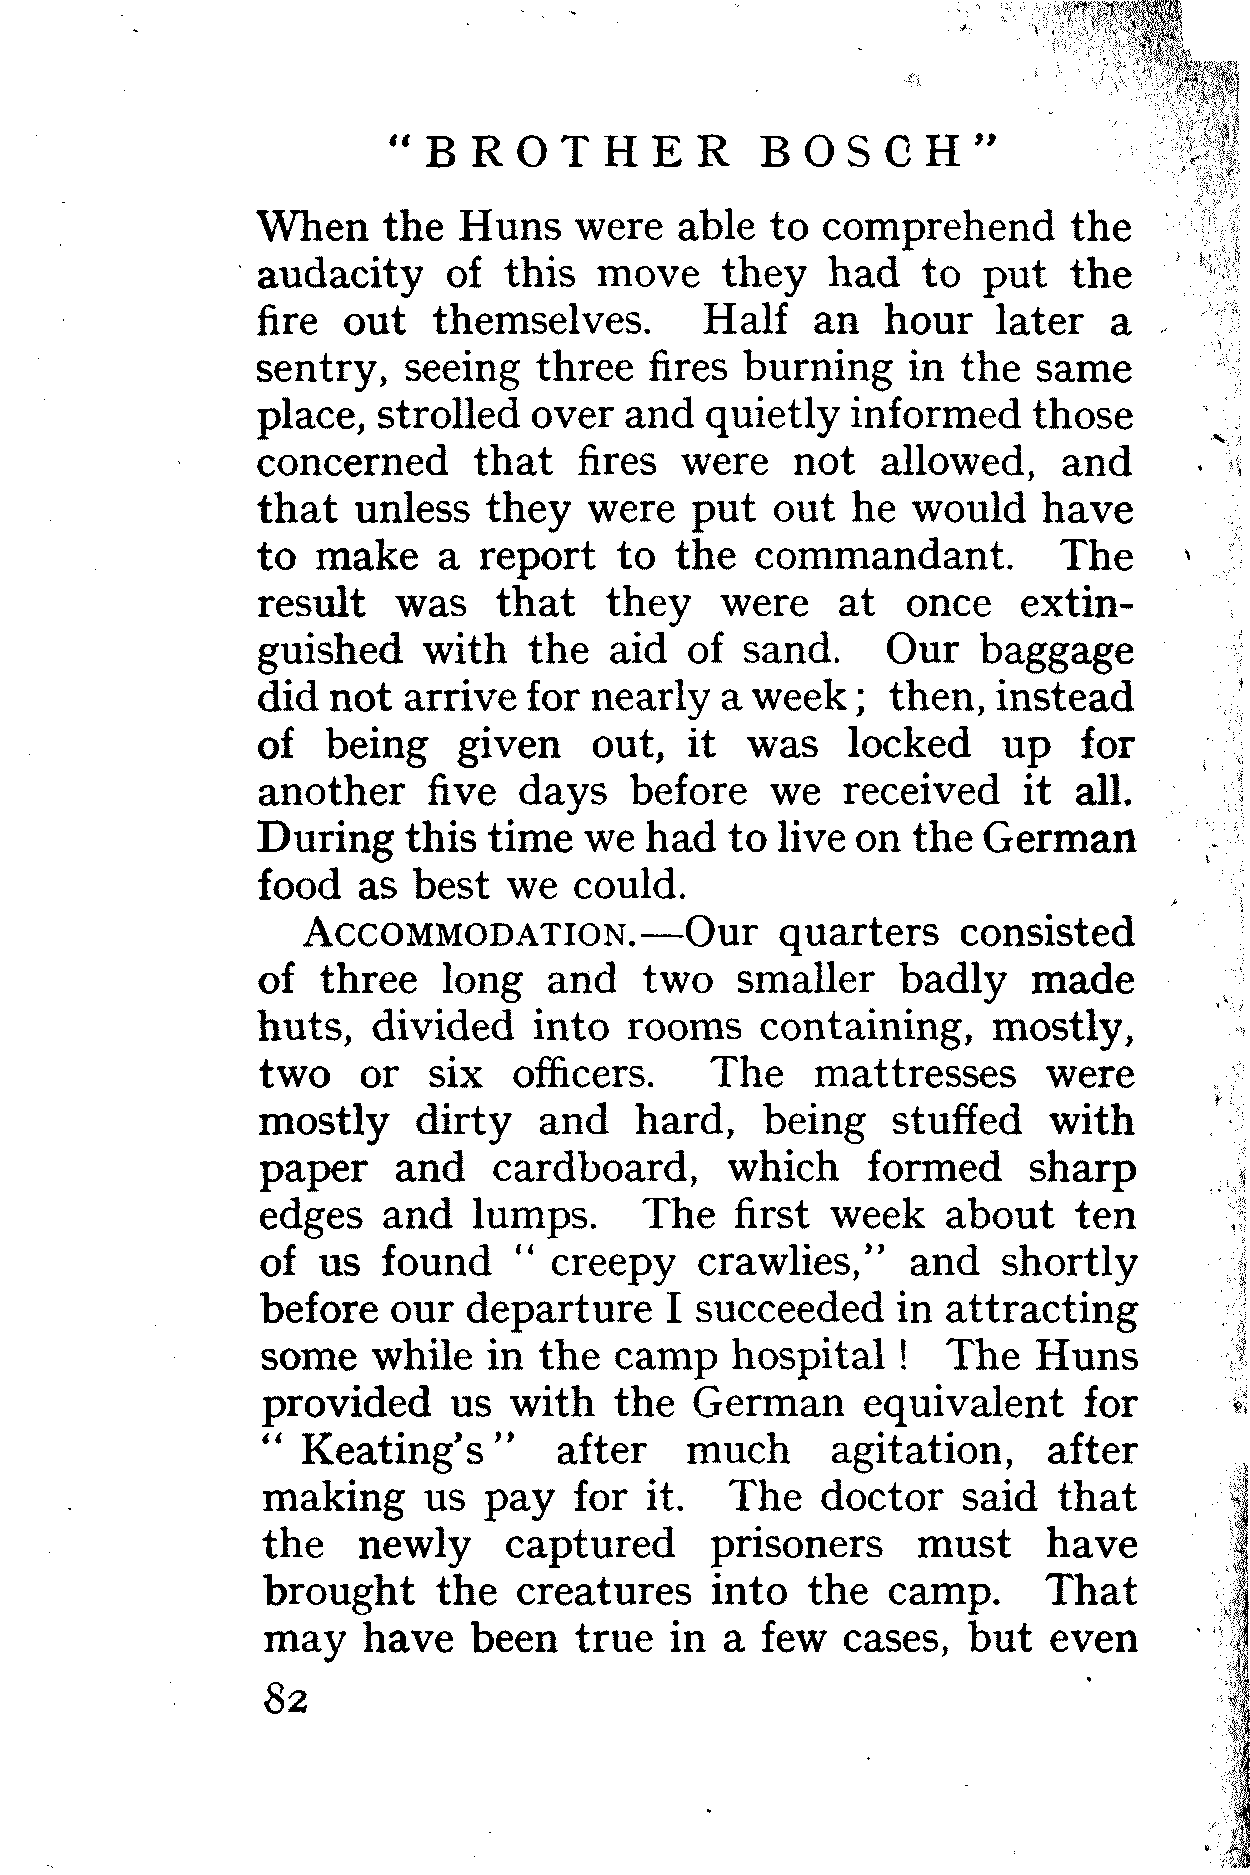 "BROTHER BOSCH"
When the Huns were able to comprehend the
audacity of this move they had to put the
fire out themselves. Half an hour later a
sentry, seeing three fires burning in the same
place, strolled over and quietly informed those
concerned that fires were not allowed, and
that unless they were put out he would have
to make a report to the commandant. The
result was that they were at once extin-
guished with the aid of sand. Our baggage
did not arrive for nearly a week; then, instead
of being given out, it was locked up for
another five days before we received it all.
During this time we had to live on the German
food as best we could.
ACCOMMODATION.—Our quarters consisted
of three long and two smaller badly made
huts, divided into rooms containing, mostly,
two or six officers. The mattresses were
mostly dirty and hard, being stuffed with
paper and cardboard, which formed sharp
edges and lumps. The first week about ten
of us found " creepy crawlies," and shortly
before our departure I succeeded in attracting
some while in the camp hospital! The Huns
provided us with the German equivalent for
" Keating's" after much agitation, after
making us pay for it. The doctor said that
the newly captured prisoners must have
brought the creatures into the camp. That
may have been true in a few cases, but even
82